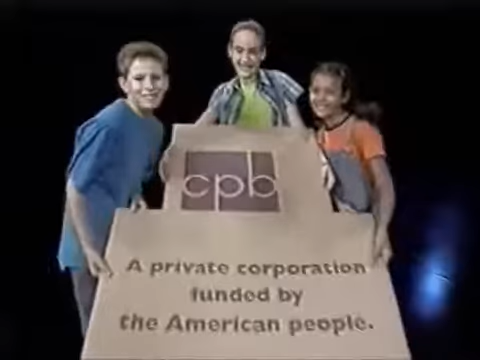 cpb
A private corporation
funded by
the American people.